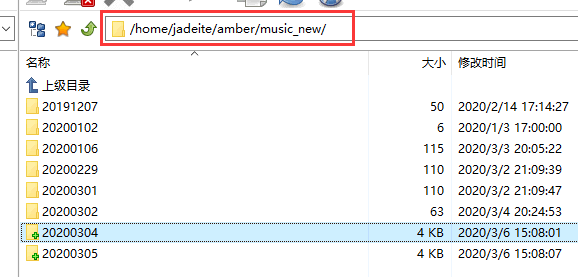 /home/jadeite/amber/music_new/
名称 大小 修改时间
上级目录
20191207 50 2020/2/14 17:14:27
20200102 6 2020/1/3 17:00:00
20200106 115 2020/3/3 20:05:22
20200229 110 2020/3/2 21:09:39
20200301 110 2020/3/2 21:09:47
20200302 63 2020/3/4 20:24:53
20200304 4 KB 2020/3/6 15:08:01
20200305 4 KB 2020/3/6 15:08:07